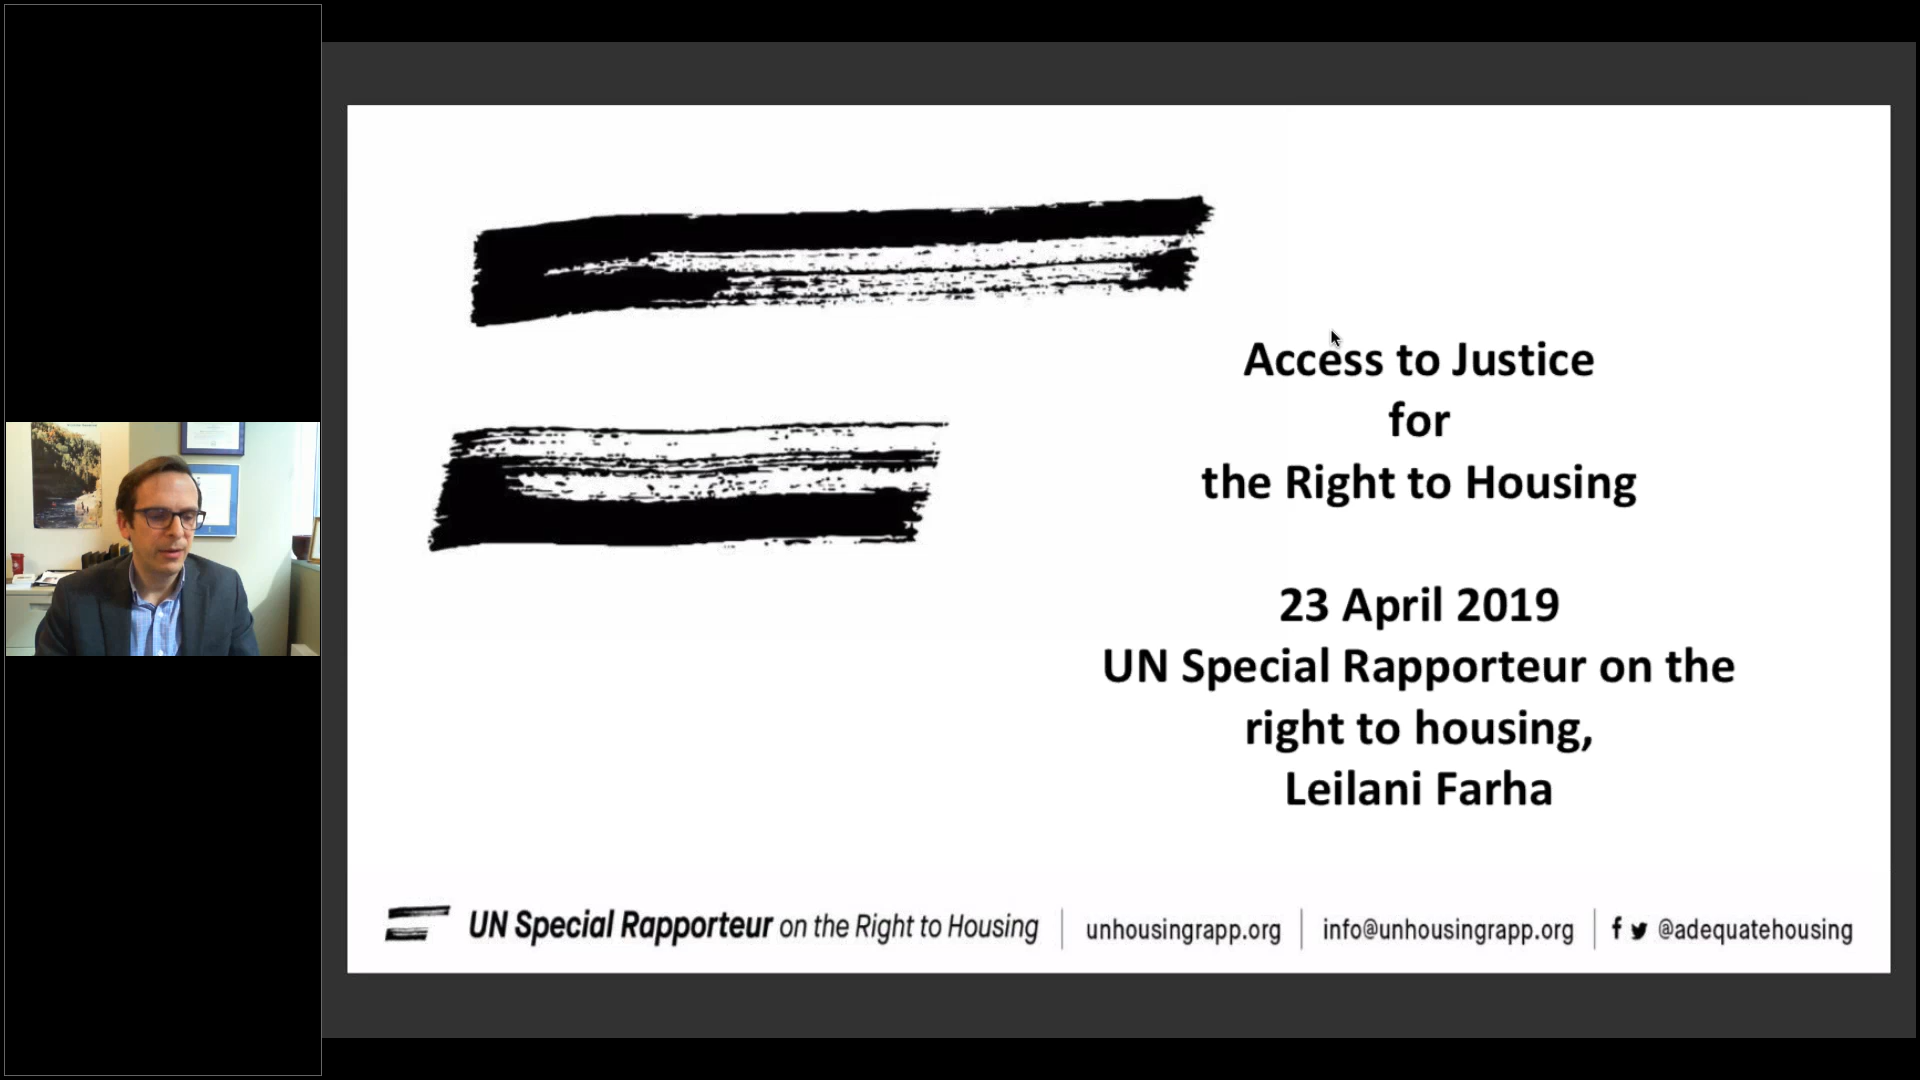 Access to Justice
for
the Right to Housing
23 April 2019
UN Special Rapporteur on the
right to housing,
Leilani Farha
UN Special Rapporteur on the Right to Housing
unhousingrapp.org
info@unhousingrapp.org
@adequatehousing